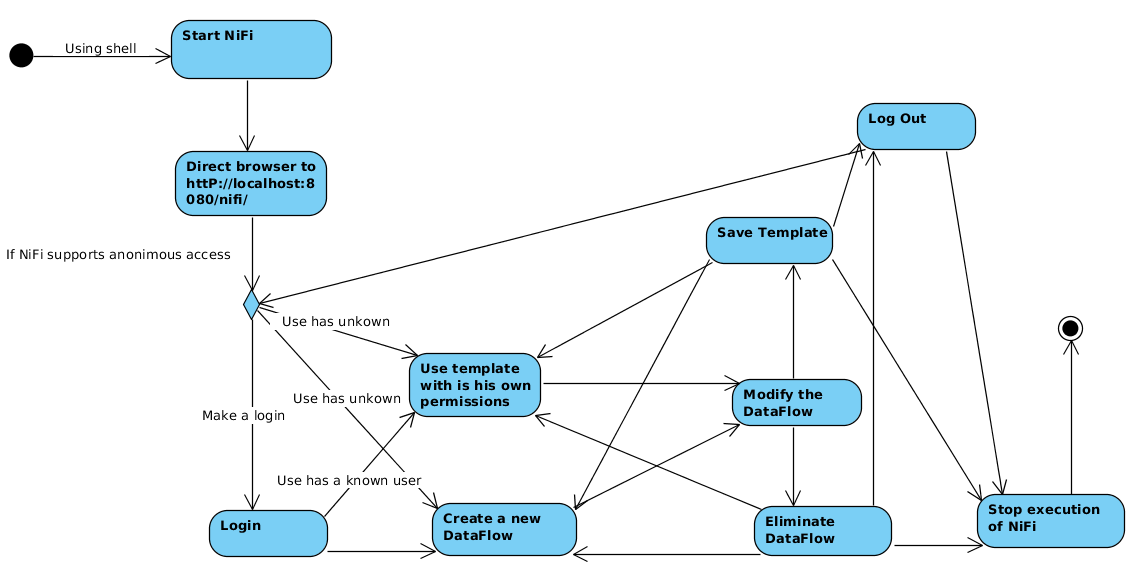 Using shell
Start NiFi
Log Out
Direct browser to
httP://localhost:8
080/nifi/
Save Template
If NiFi supports anonimous access
Use has unkown
Use template
with is his own
permissions
Modify the
DataFlow
Use has unkown
Make a login
Use has a known user
Login
Create a new
DataFlow
Eliminate
DataFlow
Stop execution
of NiFi